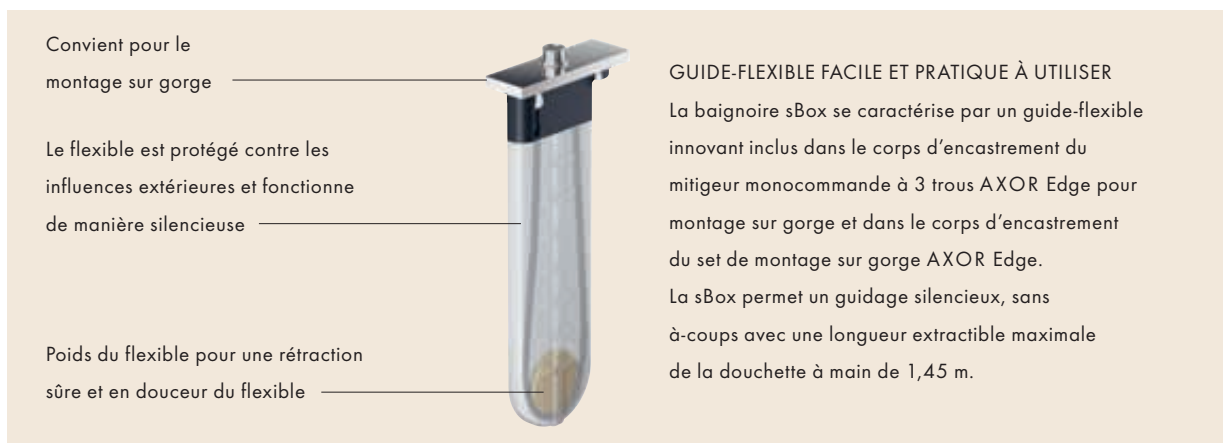 Convient pour le
montage sur gorge
Le flexible est protégé contre les
influences extérieures et fonctionne
de manière silencieuse
Poids du flexible pour une rétraction
sûre et en douceur du flexible
GUIDE-FLEXIBLE FACILE ET PRATIQUE À UTILISER
La baignoire sBox se caractérise par un guide-flexible
innovant inclus dans le corps d’encastrement du
mitigeur monocommande à 3 trous AXOR Edge pour
montage sur gorge et dans le corps d’encastrement
du set de montage sur gorge AXOR Edge.
La sBox permet un guidage silencieux, sans
à-coups avec une longueur extractible maximale
de la douchette à main de 1,45 m.